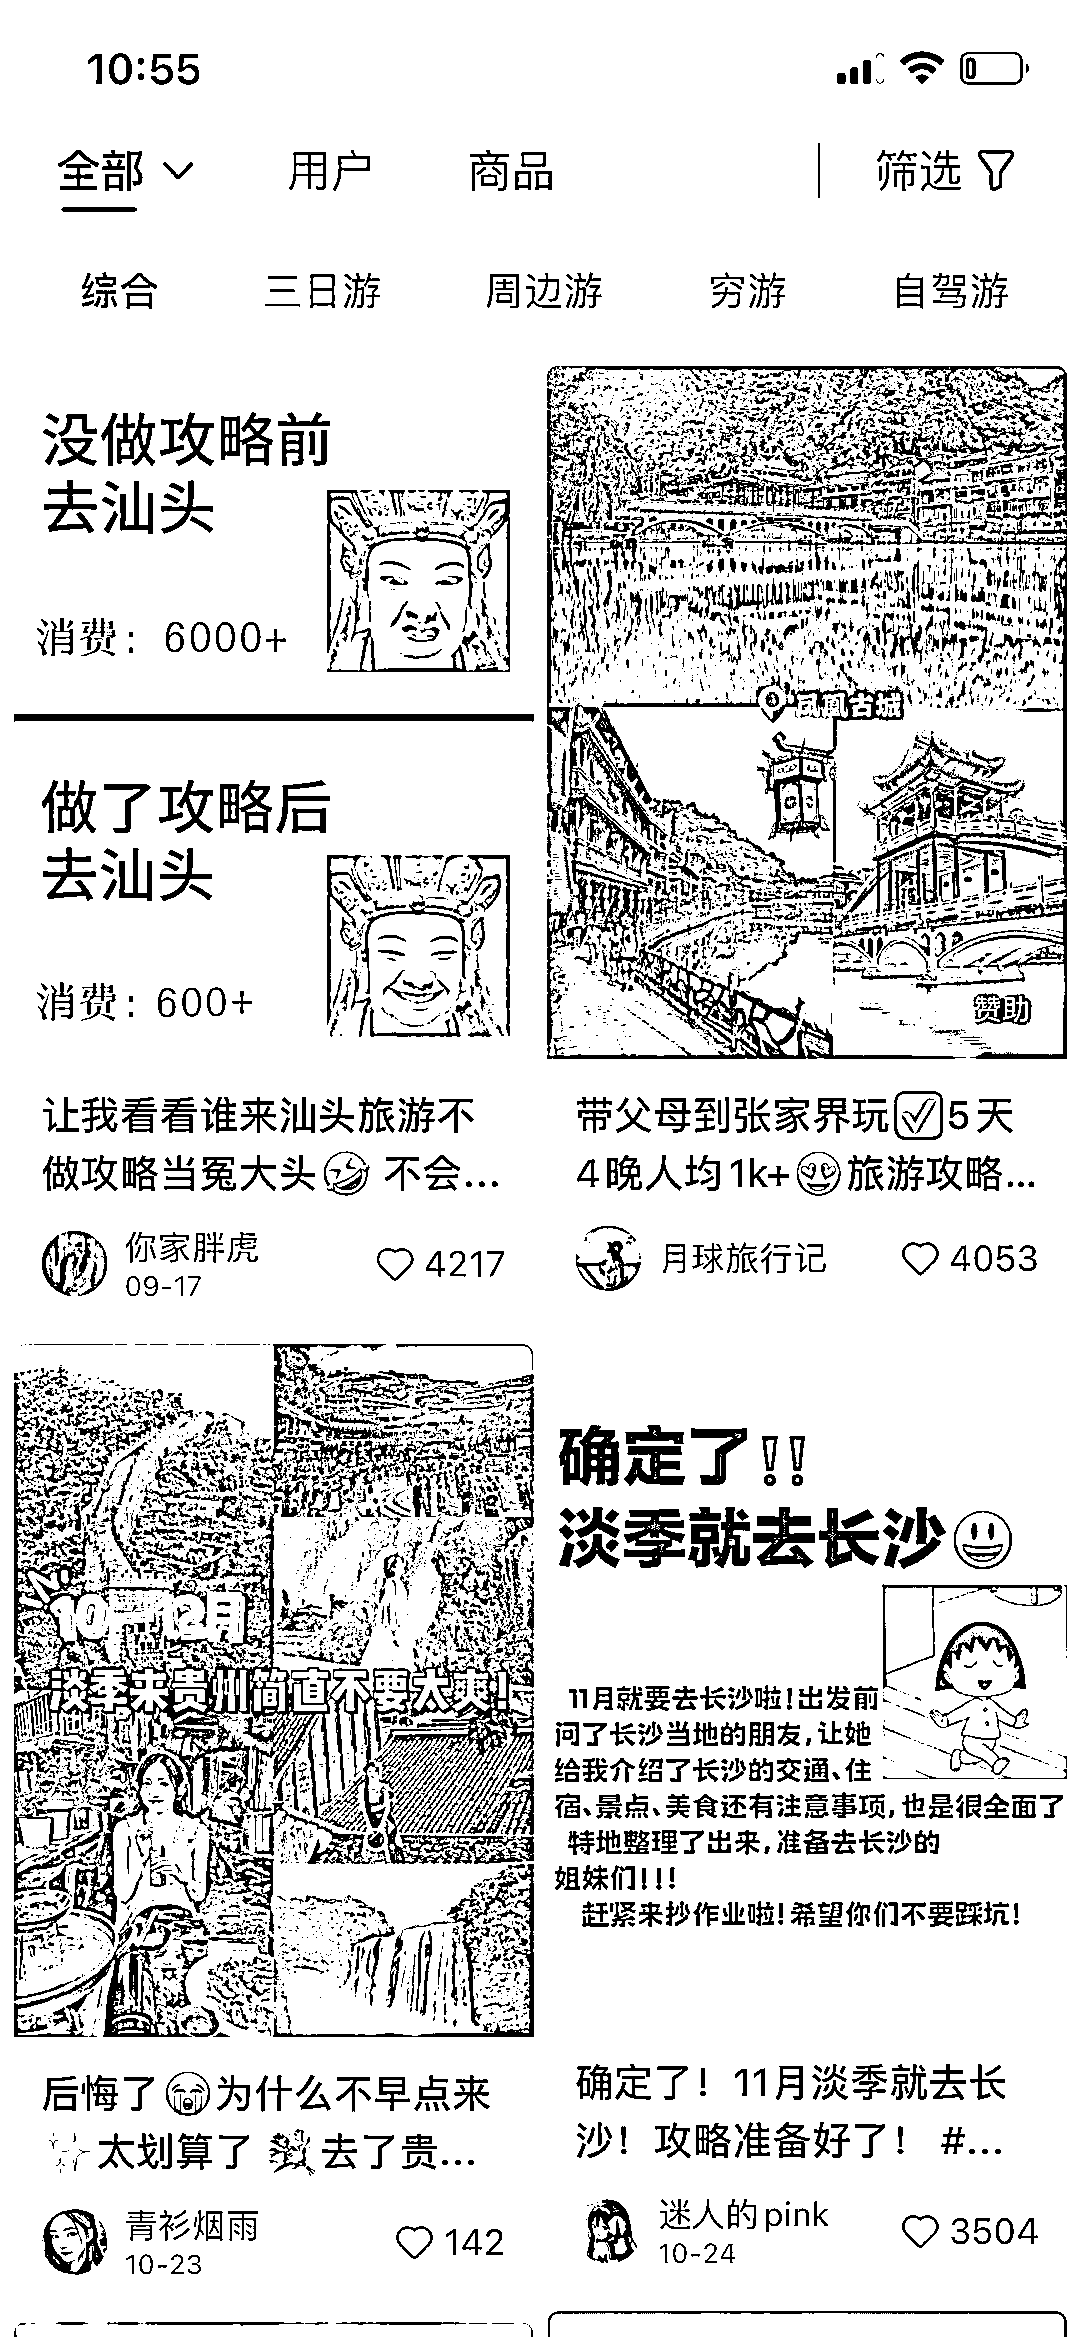 10:55
全部 用户 商品 筛选
综合 三日游 周边游 穷游 自驾游
没做攻略前
去汕头
消费：6000+
做了攻略后
去汕头
消费：600+
让我看看谁来汕头旅游不
做攻略当冤大头🤣 不会...
你家胖虎
09-17
4217
凤凰古城
赞助
带父母到张家界玩✅5天
4晚人均1k+😍旅游攻略...
月球旅行记
4053
10—12月
淡季来贵州简直不要太爽!
后悔了😭为什么不早点来
✨太划算了 💐去了贵...
青衫烟雨
10-23
142
确定了!!
淡季就去长沙😃
11月就要去长沙啦!出发前
问了长沙当地的朋友,让她
给我介绍了长沙的交通、住
宿、景点、美食还有注意事项,也是很全面了
特地整理了出来,准备去长沙的
姐妹们!!!
赶紧来抄作业啦!希望你们不要踩坑!
确定了！11月淡季就去长
沙！攻略准备好了！ #...
迷人的pink
10-24
3504